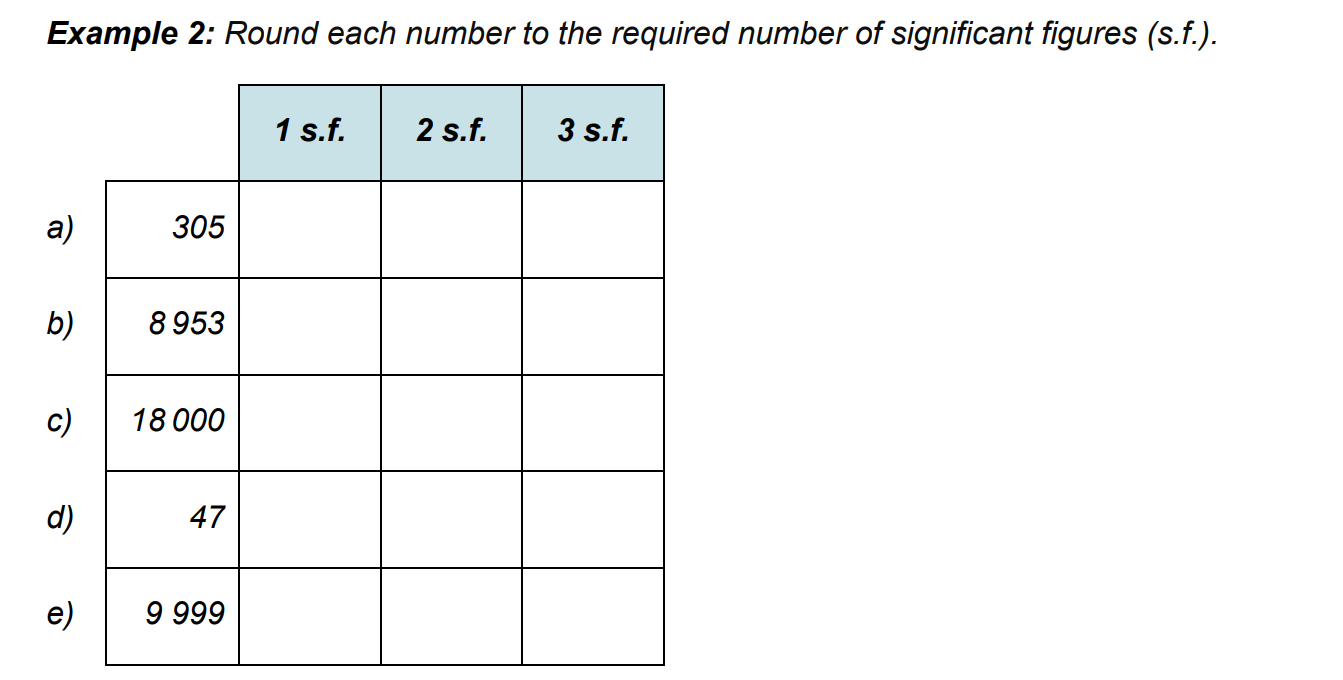 Example 2: Round each number to the required number of significant figures (s.f.).
1 s.f. 2 s.f. 3 s.f.
a) 305
b) 8 953
c) 18 000
d) 47
e) 9 999